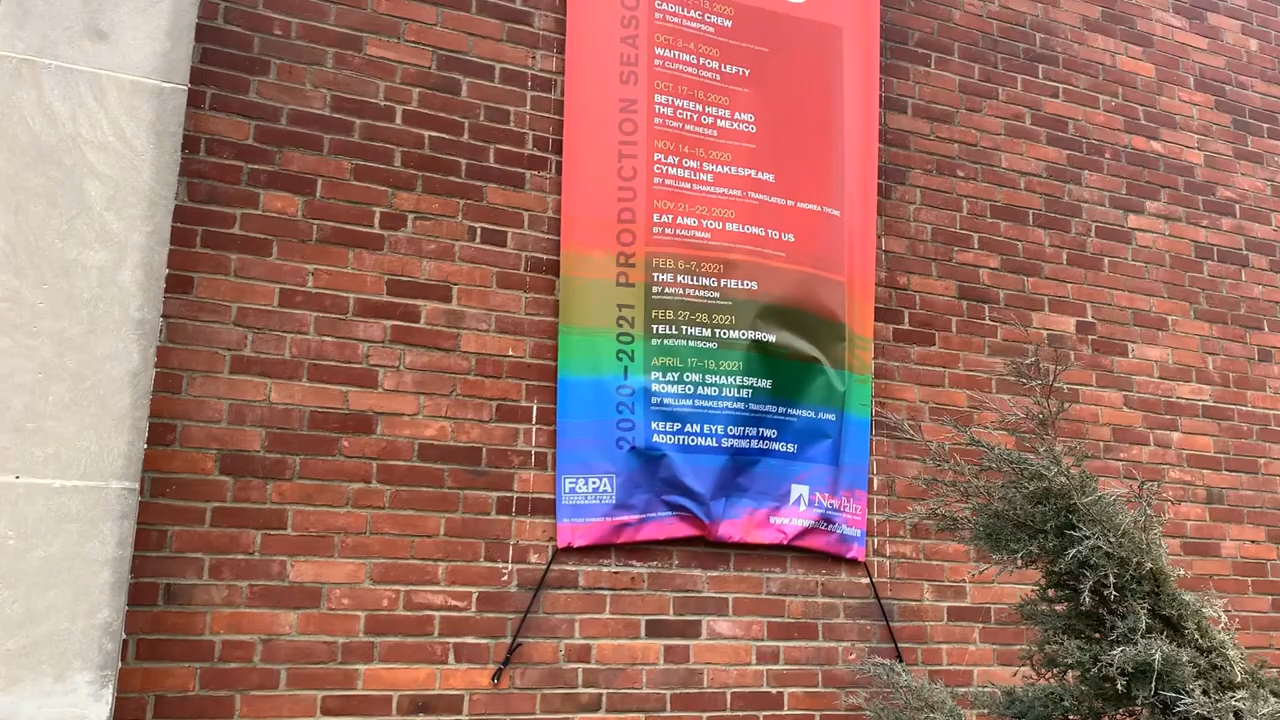 13, 2020
CADILLAC CREW
BY TORI SAMPSON
OCT. 3–4, 2020
WAITING FOR LEFTY
BY CLIFFORD ODETS
OCT. 17–18, 2020
BETWEEN HERE AND
THE CITY OF MEXICO
BY TONY MENESES
NOV. 14–15, 2020
PLAY ON! SHAKESPEARE
CYMBELINE
BY WILLIAM SHAKESPEARE • TRANSLATED BY ANDREA THOME
NOV. 21–22, 2020
EAT AND YOU BELONG TO US
BY MJ KAUFMAN
FEB. 6–7, 2021
THE KILLING FIELDS
BY ANYA PEARSON
FEB. 27–28, 2021
TELL THEM TOMORROW
BY KEVIN MISCHO
APRIL 17–19, 2021
PLAY ON! SHAKESPEARE
ROMEO AND JULIET
BY WILLIAM SHAKESPEARE • TRANSLATED BY HANSOL JUNG
KEEP AN EYE OUT FOR TWO
ADDITIONAL SPRING READINGS!
2020–2021 PRODUCTION SEASO
F&PA
SCHOOL OF FINE &
PERFORMING ARTS
New Paltz
www.newpaltz.edu/theatre